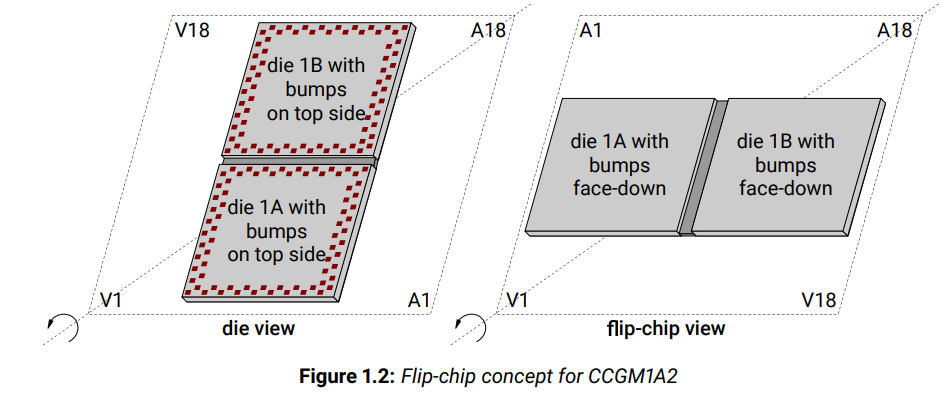 V18
A18
die 1B with
bumps
on top side
die 1A with
bumps
on top side
V1
A1
die view
A1
A18
die 1A with
bumps
face-down
die 1B with
bumps
face-down
V1
V18
flip-chip view
Figure 1.2: Flip-chip concept for CCGM1A2